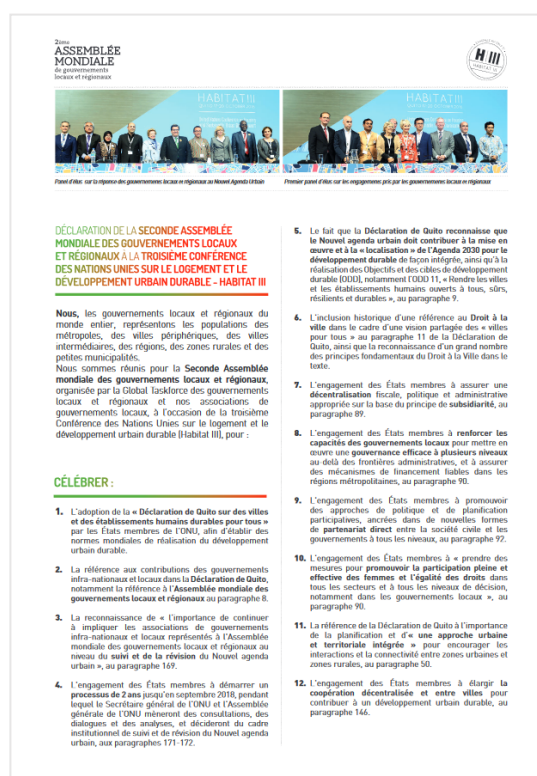 2ème
ASSEMBLÉE
MONDIALE
de gouvernements
locaux et régionaux
H III
HABITAT III
HABITAT III
HABITAT III
Panel d'élus sur la réponse des gouvernements locaux et régionaux au Nouvel Agenda Urbain
Premier panel d'élus sur les engagements pris par les gouvernements locaux et régionaux
DÉCLARATION DE LA SECONDE ASSEMBLÉE
MONDIALE DES GOUVERNEMENTS LOCAUX
ET RÉGIONAUX À LA TROISIÈME CONFÉRENCE
DES NATIONS UNIES SUR LE LOGEMENT ET LE
DÉVELOPPEMENT URBAIN DURABLE - HABITAT III
Nous, les gouvernements locaux et régionaux du
monde entier, représentons les populations des
métropoles, des villes périphériques, des villes
intermédiaires, des régions, des zones rurales et des
petites municipalités.
Nous sommes réunis pour la Seconde Assemblée
mondiale des gouvernements locaux et régionaux,
organisée par la Global Taskforce des gouvernements
locaux et régionaux et nos associations de
gouvernements locaux, à l'occasion de la troisième
Conférence des Nations Unies sur le logement et le
développement urbain durable (Habitat III), pour :
CÉLÉBRER :
1. L'adoption de la « Déclaration de Quito sur des villes
et des établissements humains durables pour tous »
par les États membres de l'ONU, afin d'établir des
normes mondiales de réalisation du développement
urbain durable.
2. La référence aux contributions des gouvernements
infra-nationaux et locaux dans la Déclaration de Quito,
notamment la référence à l'Assemblée mondiale des
gouvernements locaux et régionaux au paragraphe 8.
3. La reconnaissance de « l'importance de continuer
à impliquer les associations de gouvernements
infra-nationaux et locaux représentés à l'Assemblée
mondiale des gouvernements locaux et régionaux au
niveau du suivi et de la révision du Nouvel agenda
urbain », au paragraphe 169.
4. L'engagement des États membres à démarrer un
processus de 2 ans jusqu'en septembre 2018, pendant
lequel le Secrétaire général de l'ONU et l'Assemblée
générale de l'ONU mèneront des consultations, des
dialogues et des analyses, et décideront du cadre
institutionnel de suivi et de révision du Nouvel agenda
urbain, aux paragraphes 171-172.
5. Le fait que la Déclaration de Quito reconnaisse que
le Nouvel agenda urbain doit contribuer à la mise en
œuvre et à la « localisation » de l'Agenda 2030 pour le
développement durable de façon intégrée, ainsi qu'à la
réalisation des Objectifs et des cibles de développement
durable (ODD), notamment l'ODD 11, « Rendre les villes
et les établissements humains ouverts à tous, sûrs,
résilients et durables », au paragraphe 9.
6. L'inclusion historique d'une référence au Droit à la
ville dans le cadre d'une vision partagée des « villes
pour tous » au paragraphe 11 de la Déclaration de
Quito, ainsi que la reconnaissance d'un grand nombre
des principes fondamentaux du Droit à la Ville dans le
texte.
7. L'engagement des États membres à assurer une
décentralisation fiscale, politique et administrative
appropriée sur la base du principe de subsidiarité, au
paragraphe 89.
8. L'engagement des États membres à renforcer les
capacités des gouvernements locaux pour mettre en
œuvre une gouvernance efficace à plusieurs niveaux
au delà des frontières administratives, et à assurer
des mécanismes de financement fiables dans les
régions métropolitaines, au paragraphe 90.
9. L'engagement des États membres à promouvoir
des approches de politique et de planification
participatives, ancrées dans de nouvelles formes
de partenariat direct entre la société civile et les
gouvernements à tous les niveaux, au paragraphe 92.
10. L'engagement des États membres à « prendre des
mesures pour promouvoir la participation pleine et
effective des femmes et l'égalité des droits dans
tous les secteurs et à tous les niveaux de décision,
notamment dans les gouvernements locaux », au
paragraphe 90.
11. La référence de la Déclaration de Quito à l'importance
de la planification et d'« une approche urbaine
et territoriale intégrée » pour encourager les
interactions et la connectivité entre zones urbaines et
zones rurales, au paragraphe 50.
12. L'engagement des États membres à élargir la
coopération décentralisée et entre villes pour
contribuer à un développement urbain durable, au
paragraphe 146.